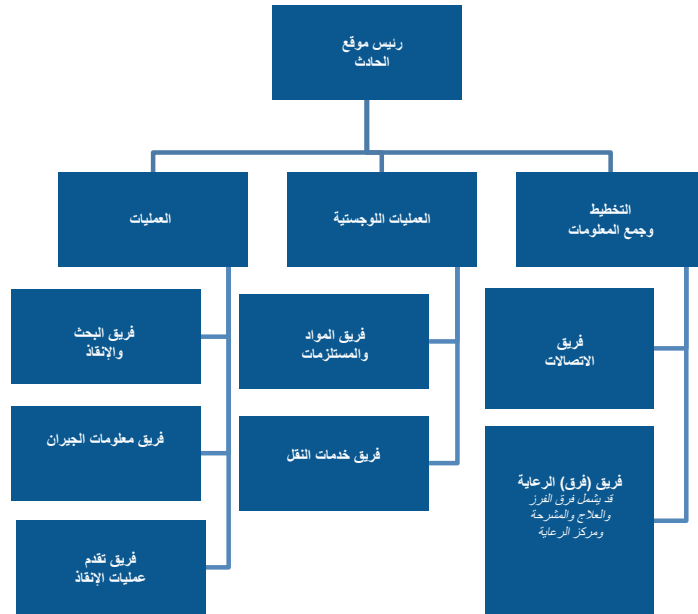 رئيس موقع
الحادث
التخطيط
وجمع المعلومات
العمليات اللوجستية
العمليات
فريق
الاتصالات
فريق (فرق) الرعاية
قد يشمل فرق الفرز
والعلاج والمشرحة
ومركز الرعاية
فريق المواد
والمستلزمات
فريق خدمات النقل
فريق البحث
والإنقاذ
فريق معلومات الجيران
فريق تقدم
عمليات الإنقاذ